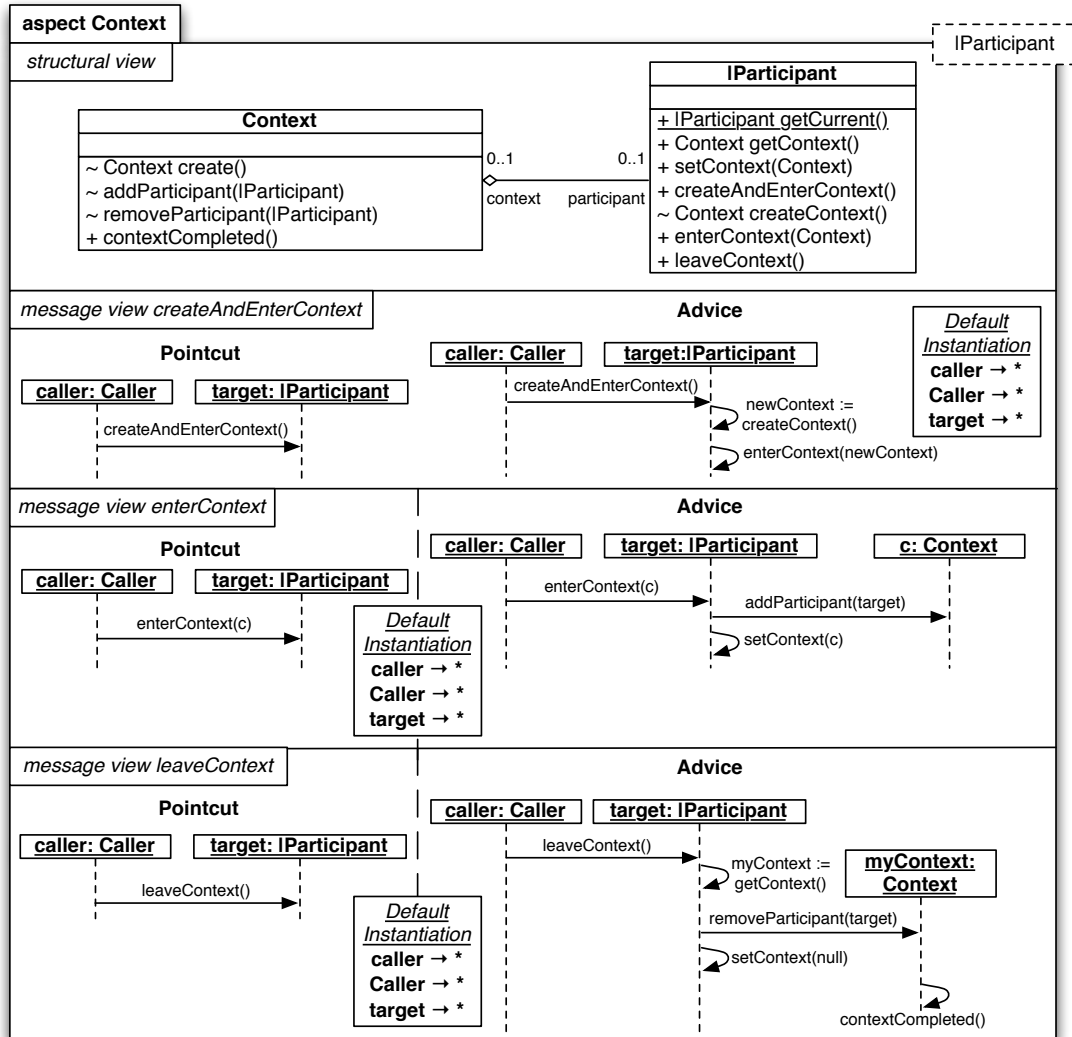 aspect Context
structural view
IParticipant
Context
~ Context create()
~ addParticipant(IParticipant)
~ removeParticipant(IParticipant)
+ contextCompleted()
0..1
0..1
context
participant
IParticipant
+ IParticipant getCurrent()
+ Context getContext()
+ setContext(Context)
+ createAndEnterContext()
~ Context createContext()
+ enterContext(Context)
+ leaveContext()
message view createAndEnterContext
Pointcut
caller: Caller
target: IParticipant
createAndEnterContext()
Advice
caller: Caller
target:IParticipant
createAndEnterContext()
newContext :=
createContext()
enterContext(newContext)
Default
Instantiation
caller → *
Caller → *
target → *
message view enterContext
Pointcut
caller: Caller
target: IParticipant
enterContext(c)
Default
Instantiation
caller → *
Caller → *
target → *
Advice
caller: Caller
target: IParticipant
c: Context
enterContext(c)
addParticipant(target)
setContext(c)
message view leaveContext
Pointcut
caller: Caller
target: IParticipant
leaveContext()
Default
Instantiation
caller → *
Caller → *
target → *
Advice
caller: Caller
target: IParticipant
leaveContext()
myContext :=
getContext()
myContext:
Context
removeParticipant(target)
setContext(null)
contextCompleted()